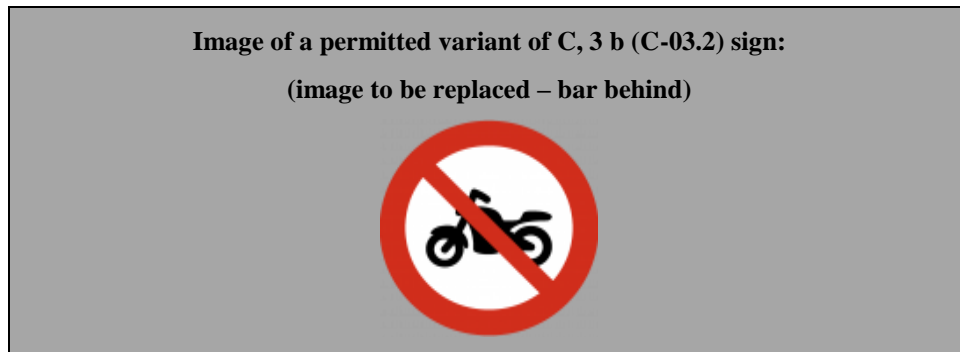 Image of a permitted variant of C, 3 b (C-03.2) sign:
(image to be replaced – bar behind)